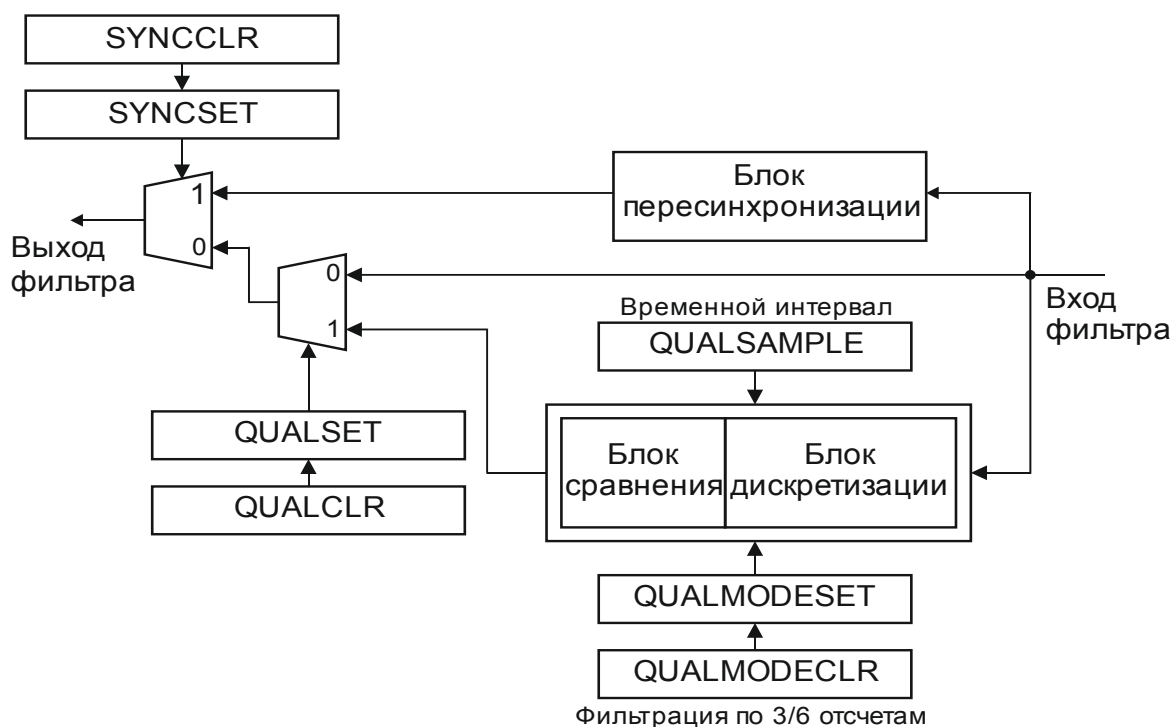 SYNCCLR
SYNCSET
1
0
Выход
фильтра
Блок
пересинхронизации
0
1
Вход
фильтра
Временной интервал
QUALSAMPLE
QUALSET
QUALCLR
Блок
сравнения
Блок
дискретизации
QUALMODESET
QUALMODECLR
Фильтрация по 3/6 отсчетам